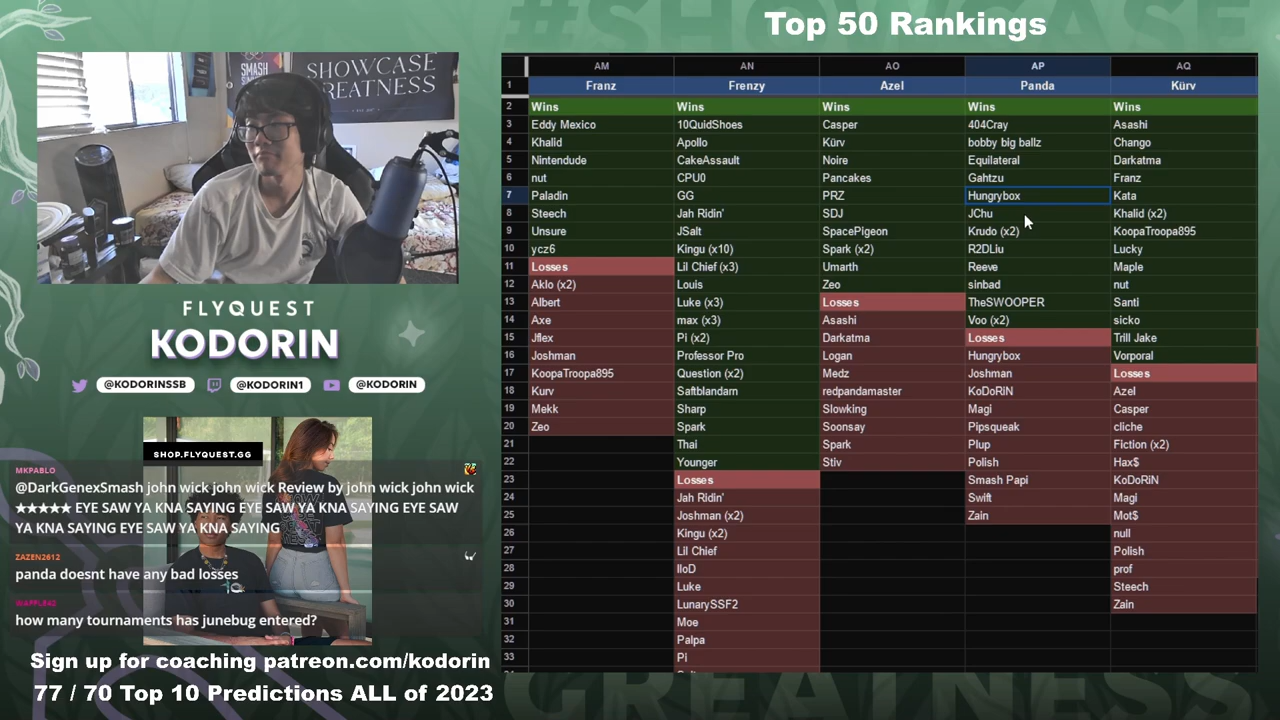 Top 50 Rankings
SMASH
SHOWCASE
GREATNESS
FLYQUEST
KODORIN
@KODORINSSB @KODORIN1 @KODORIN
SHOP.FLYQUEST.GG
MKPABLO
@DarkGenexSmash john wick john wick Review by john wick john wick
★★★★★ EYE SAW YA KNA SAYING EYE SAW YA KNA SAYING EYE SAW
YA KNA SAYING EYE SAW YA KNA SAYING
ZAZEN2612
panda doesnt have any bad losses
WAFFLE42
how many tournaments has junebug entered?
Sign up for coaching patreon.com/kodorin
77 / 70 Top 10 Predictions ALL of 2023
AM AN AO AP AQ
1 Franz Frenzy Azel Panda Kürv
2 Wins Wins Wins Wins Wins
3 Eddy Mexico 10QuidShoes Casper 404Cray Asashi
4 Khalid Apollo Kürv bobby big ballz Chango
5 Nintendude CakeAssault Noire Equilateral Darkatma
6 nut CPU0 Pancakes Gahtzu Franz
7 Paladin GG PRZ Hungrybox Kata
8 Steech Jah Ridin' SDJ JChu Khalid (x2)
9 Unsure JSalt SpacePigeon Krudo (x2) KoopaTroopa895
10 ycz6 Kingu (x10) Spark (x2) R2DLiu Lucky
11 Losses Lil Chief (x3) Umarth Reeve Maple
12 Aklo (x2) Louis Zeo sinbad nut
13 Albert Luke (x3) Losses TheSWOOPER Santi
14 Axe max (x3) Asashi Voo (x2) sicko
15 Jflex Pi (x2) Darkatma Losses Trill Jake
16 Joshman Professor Pro Logan Hungrybox Vorporal
17 KoopaTroopa895 Question (x2) Medz Joshman Losses
18 Kurv Saftblandarn redpandamaster KoDoRiN Azel
19 Mekk Sharp Slowking Magi Casper
20 Zeo Spark Soonsay Pipsqueak cliche
21 Thai Spark Plup Fiction (x2)
22 Younger Stiv Polish Hax$
23 Losses Smash Papi KoDoRiN
24 Jah Ridin' Swift Magi
25 Joshman (x2) Zain Mot$
26 Kingu (x2) null
27 Lil Chief Polish
28 lloD prof
29 Luke Steech
30 LunarySSF2 Zain
31 Moe
32 Palpa
33 Pi
#SHOWCASE
GREATNESS